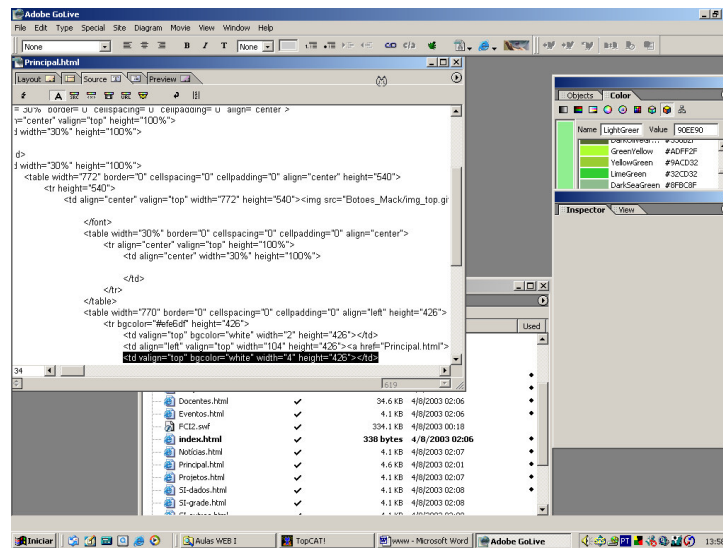 Adobe GoLive
File Edit Type Special Site Diagram Movie View Window Help
None
B I T None
Principal.html
Layout Source Preview
n="center" valign="top" height="100%">
d width="30%" height="100%">
d>
d width="30%" height="100%">
<table width="772" border="0" cellspacing="0" cellpadding="0" align="center" height="540">
<tr height="540">
<td align="center" valign="top" width="772" height="540"><img src="Botoes_Mack/img_top.gi
</font>
<table width="30%" border="0" cellspacing="0" cellpadding="0" align="center">
<tr align="center" valign="top" height="100%">
<td align="center" width="30%" height="100%">
</td>
</tr>
</table>
<table width="770" border="0" cellspacing="0" cellpadding="0" align="left" height="426">
<tr bgcolor="#efe6df" height="426">
<td valign="top" bgcolor="white" width="2" height="426"></td>
<td align="left" valign="top" width="104" height="426"><a href="Principal.html">
<td valign="top" bgcolor="white" width="4" height="426"></td>
34
619
Objects Color
Name LightGreer Value 90EE90
GreenYellow #ADFF2F
YellowGreen #9ACD32
LimeGreen #32CD32
DarkSeaGreen #8FBC8F
Inspector View
Used
Docentes.html 34.6 KB 4/8/2003 02:06
Eventos.html 4.1 KB 4/8/2003 02:06
FCI2.swf 334.1 KB 4/8/2003 00:18
index.html 338 bytes 4/8/2003 02:06
Notícias.html 4.1 KB 4/8/2003 02:07
Principal.html 4.6 KB 4/8/2003 02:01
Projetos.html 4.1 KB 4/8/2003 02:07
SI-dados.html 4.1 KB 4/8/2003 02:08
SI-grade.html 4.1 KB 4/8/2003 02:08
Iniciar Aulas WEB I TopCAT! www - Microsoft Word Adobe GoLive PT 13:58